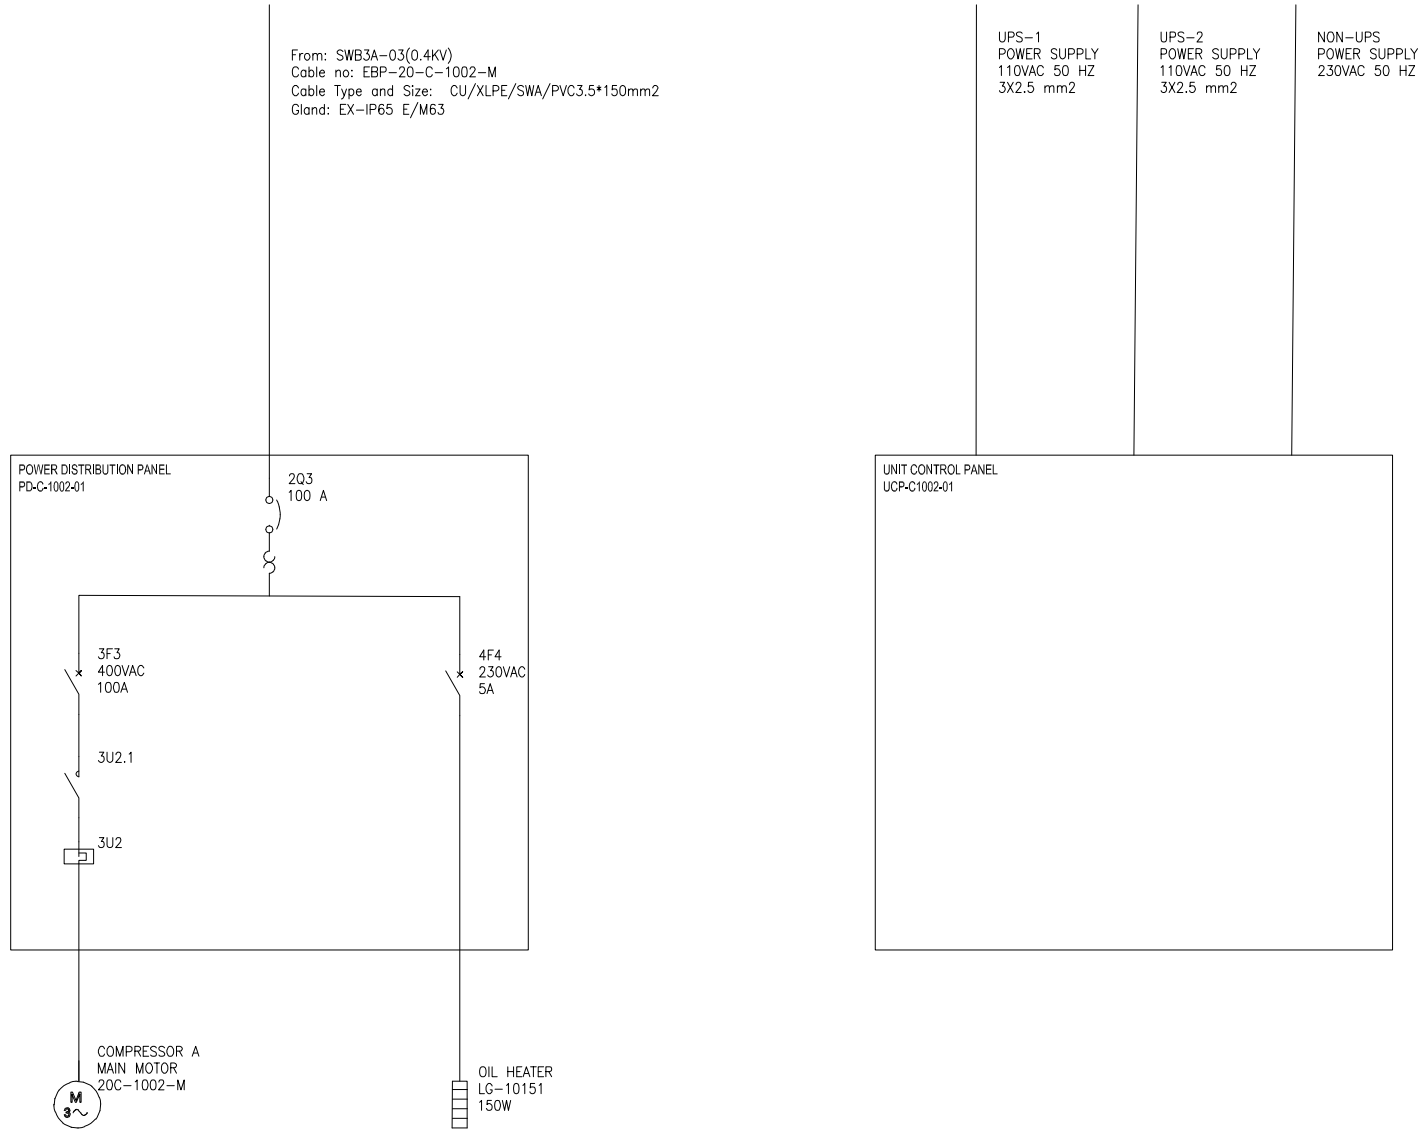 From: SWB3A-03(0.4KV)
Cable no: EBP-20-C-1002-M
Cable Type and Size: CU/XLPE/SWA/PVC3.5*150mm2
Gland: EX-IP65 E/M63
UPS-1
POWER SUPPLY
110VAC 50 HZ
3X2.5 mm2
UPS-2
POWER SUPPLY
110VAC 50 HZ
3X2.5 mm2
NON-UPS
POWER SUPPLY
230VAC 50 HZ
POWER DISTRIBUTION PANEL
PD-C-1002-01
2Q3
100 A
3F3
400VAC
100A
4F4
230VAC
5A
3U2.1
3U2
COMPRESSOR A
MAIN MOTOR
20C-1002-M
M
3~
OIL HEATER
LG-10151
150W
UNIT CONTROL PANEL
UCP-C1002-01